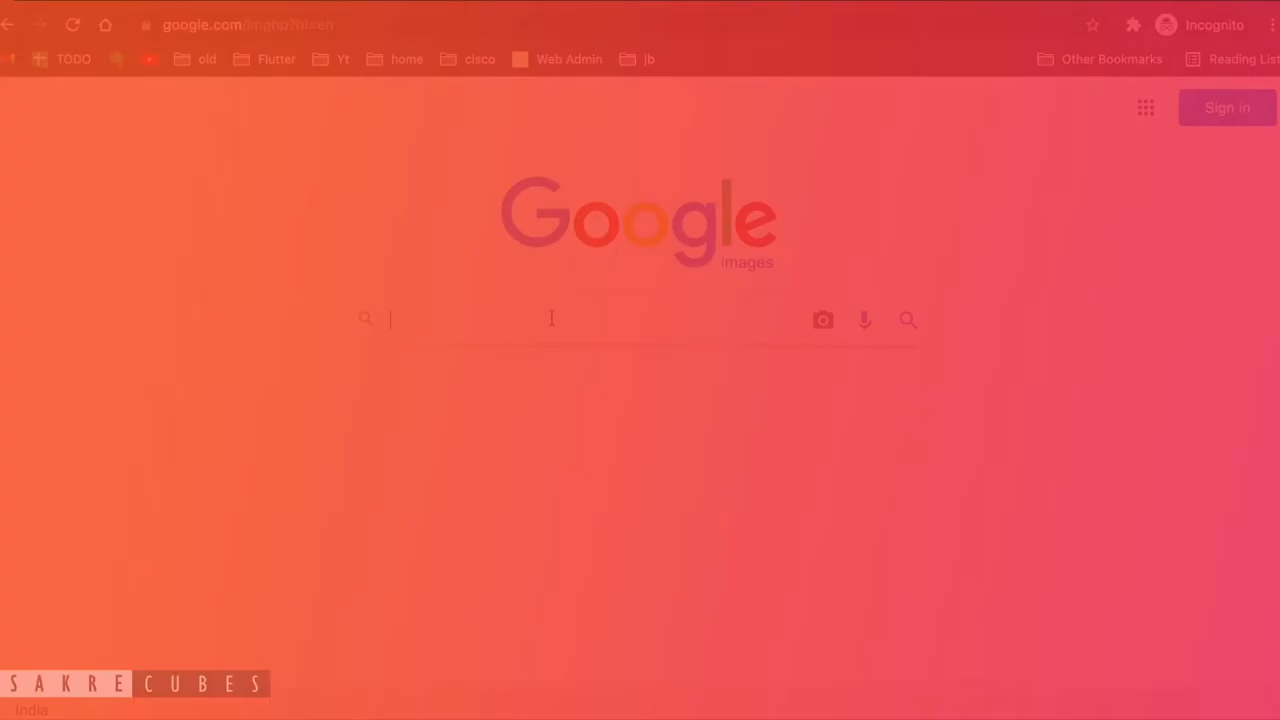 google.com/imghp?hl=en
Incognito
TODO
old
Flutter
Yt
home
cisco
Web Admin
jb
Other Bookmarks
Reading List
Sign in
Google
images
SAKRECUBES
India